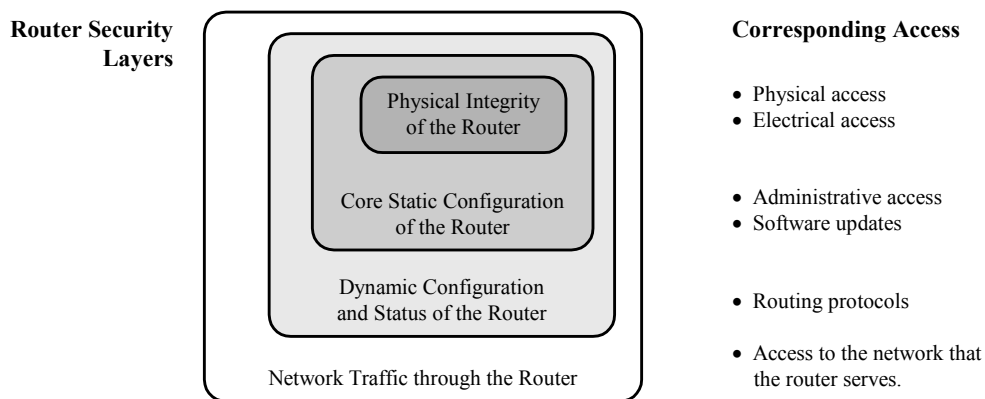 Router Security
Layers
Physical Integrity
of the Router
Core Static Configuration
of the Router
Dynamic Configuration
and Status of the Router
Network Traffic through the Router
Corresponding Access
• Physical access
• Electrical access
• Administrative access
• Software updates
• Routing protocols
• Access to the network that
the router serves.